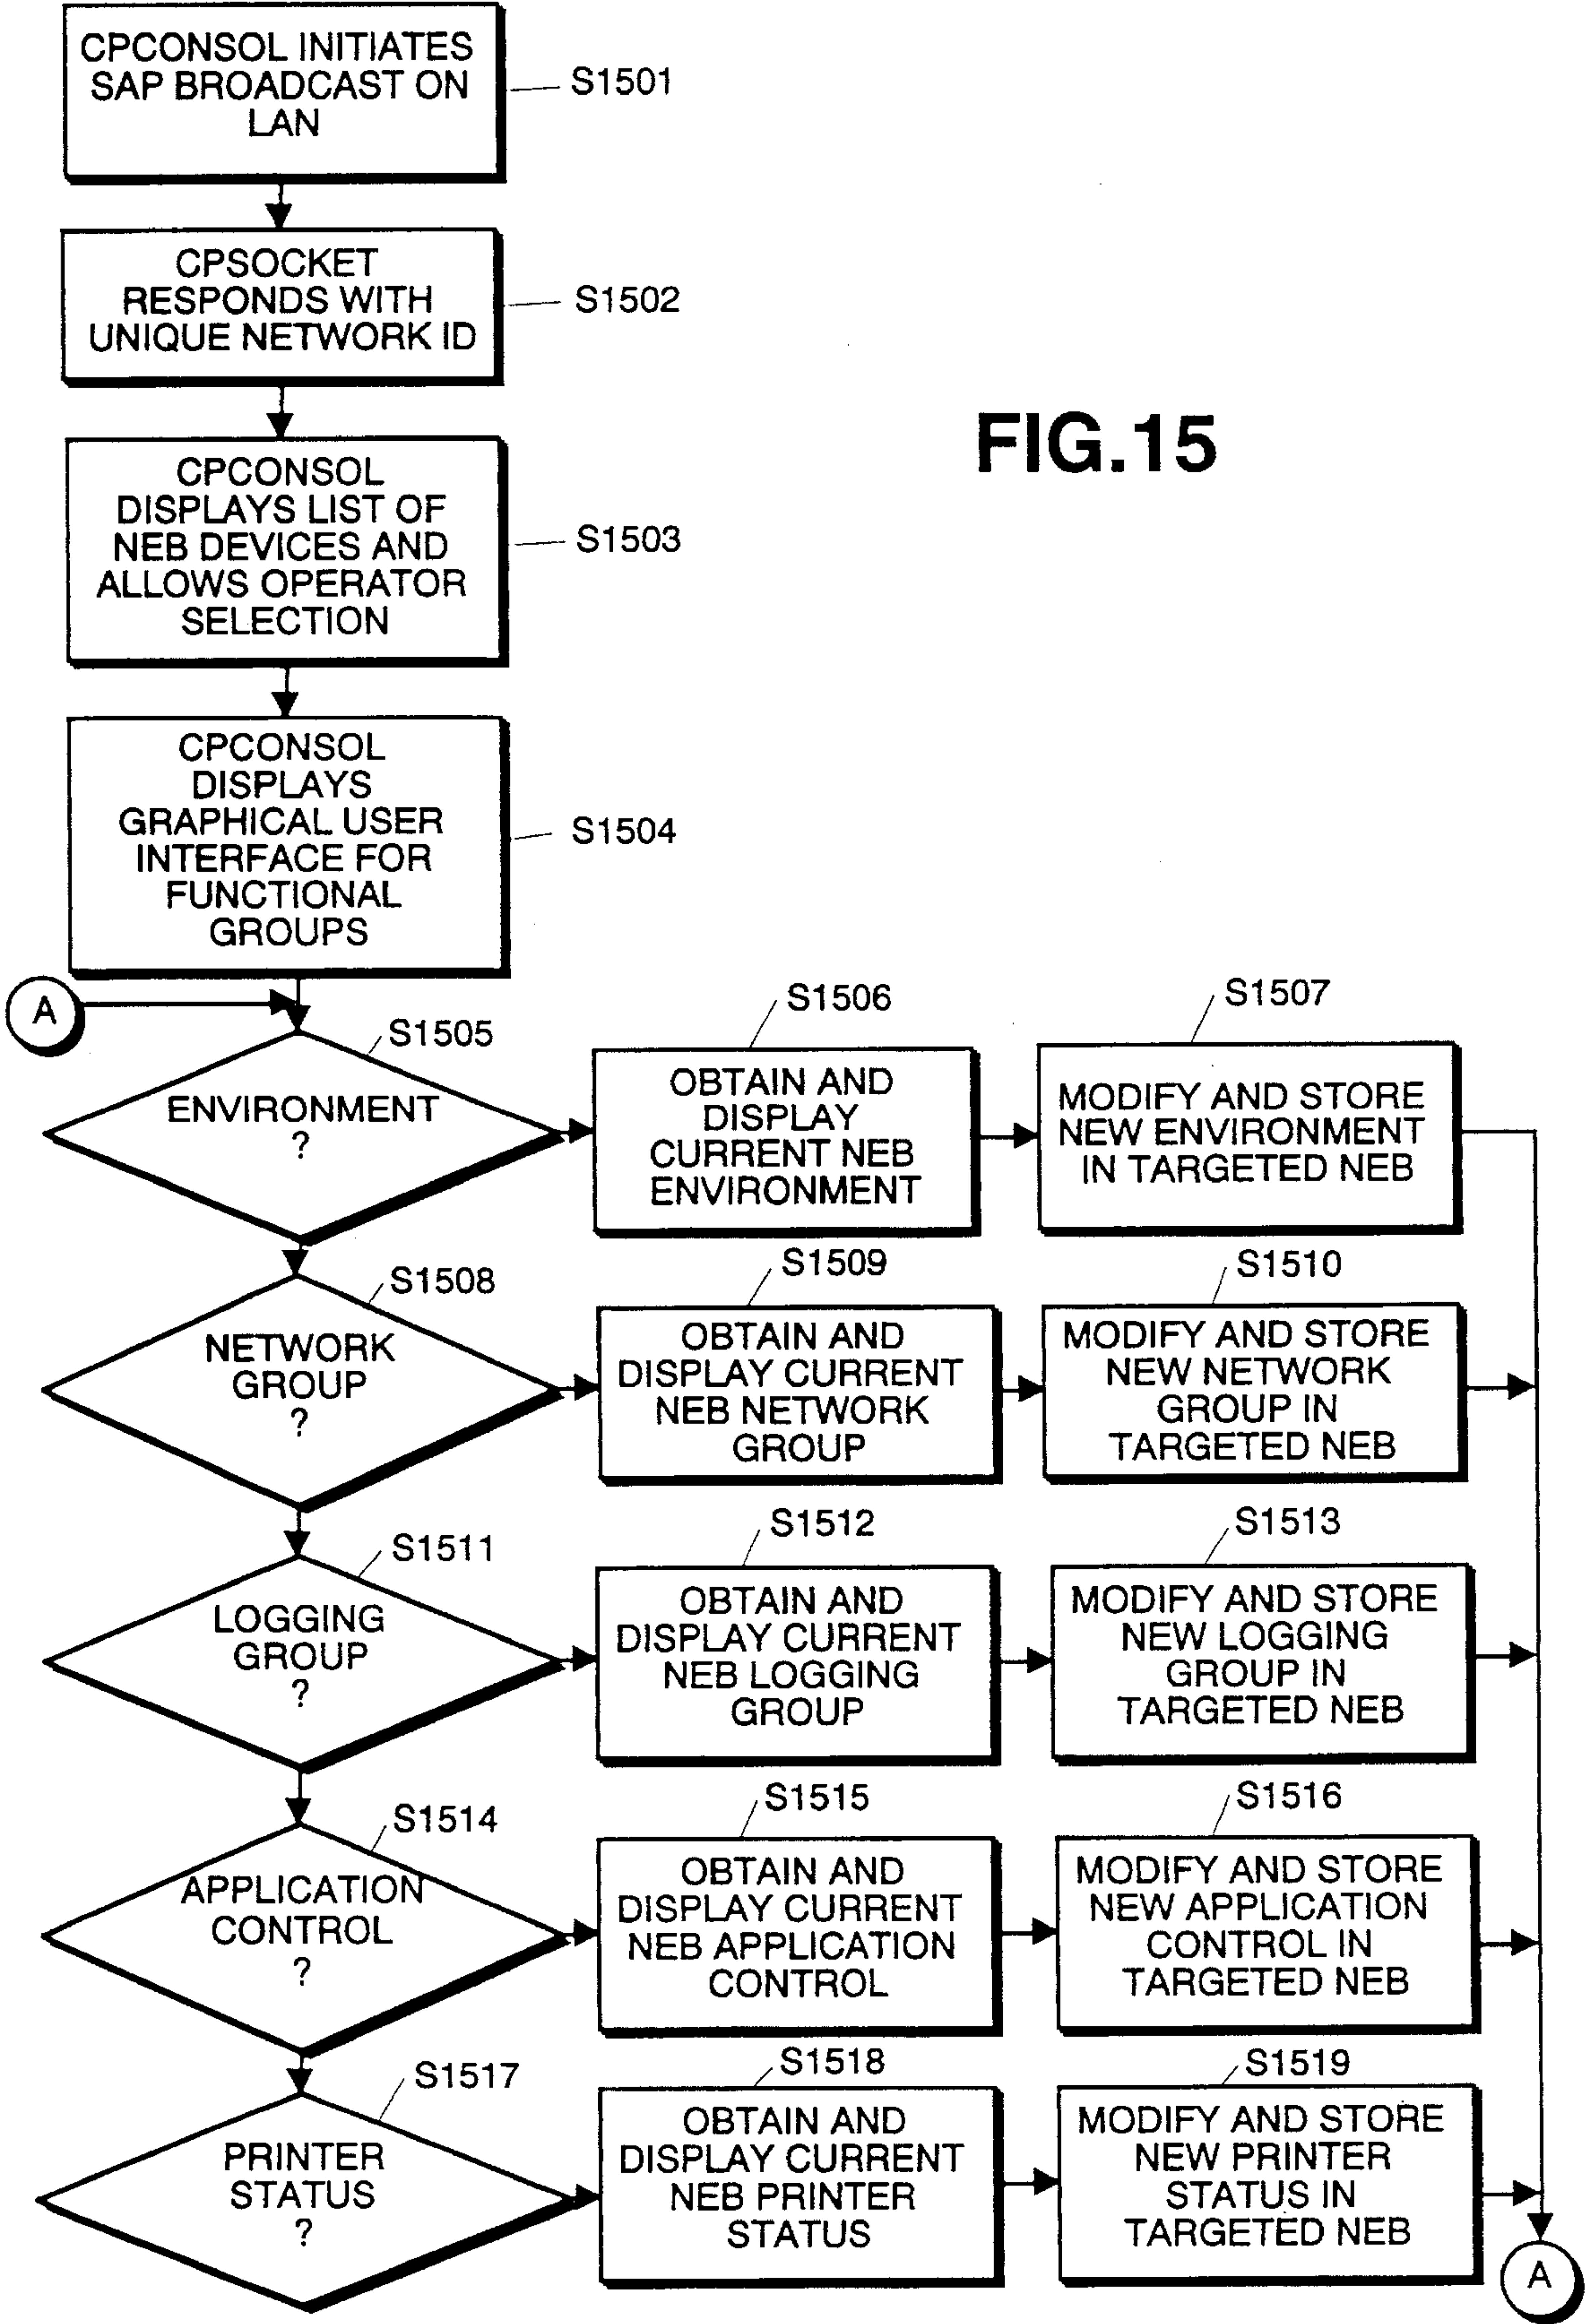 CPCONSOL INITIATES
SAP BROADCAST ON
LAN
S1501
CPSOCKET
RESPONDS WITH
UNIQUE NETWORK ID
S1502
FIG.15
CPCONSOL
DISPLAYS LIST OF
NEB DEVICES AND
ALLOWS OPERATOR
SELECTION
S1503
CPCONSOL
DISPLAYS
GRAPHICAL USER
INTERFACE FOR
FUNCTIONAL
GROUPS
S1504
A
S1505
ENVIRONMENT
?
S1506
OBTAIN AND
DISPLAY
CURRENT NEB
ENVIRONMENT
S1507
MODIFY AND STORE
NEW ENVIRONMENT
IN TARGETED NEB
S1508
NETWORK
GROUP
?
S1509
OBTAIN AND
DISPLAY CURRENT
NEB NETWORK
GROUP
S1510
MODIFY AND STORE
NEW NETWORK
GROUP IN
TARGETED NEB
S1511
LOGGING
GROUP
?
S1512
OBTAIN AND
DISPLAY CURRENT
NEB LOGGING
GROUP
S1513
MODIFY AND STORE
NEW LOGGING
GROUP IN
TARGETED NEB
S1514
APPLICATION
CONTROL
?
S1515
OBTAIN AND
DISPLAY CURRENT
NEB APPLICATION
CONTROL
S1516
MODIFY AND STORE
NEW APPLICATION
CONTROL IN
TARGETED NEB
S1517
PRINTER
STATUS
?
S1518
OBTAIN AND
DISPLAY CURRENT
NEB PRINTER
STATUS
S1519
MODIFY AND STORE
NEW PRINTER
STATUS IN
TARGETED NEB
A